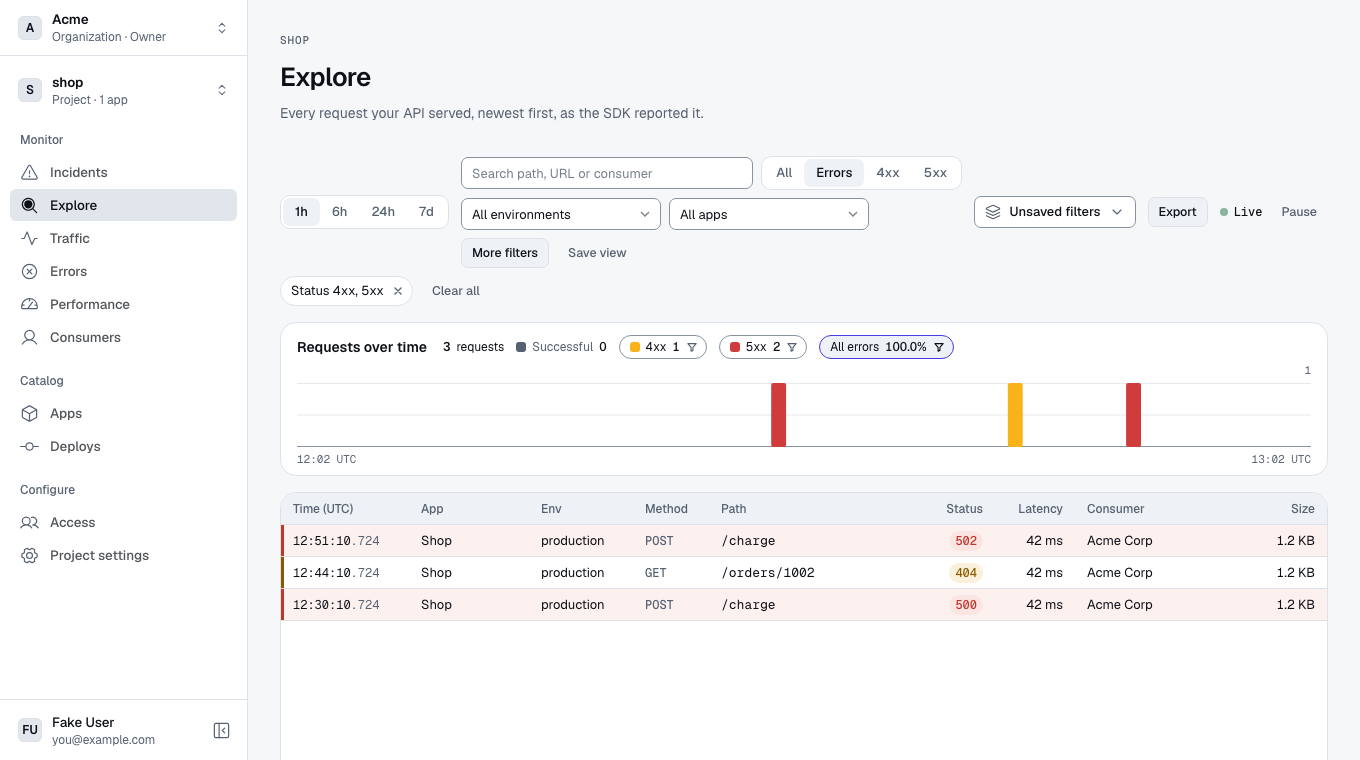 A
Acme
Organization · Owner
S
shop
Project · 1 app
Monitor
Incidents
Explore
Traffic
Errors
Performance
Consumers
Catalog
Apps
Deploys
Configure
Access
Project settings
FU
Fake User
you@example.com
SHOP
Explore
Every request your API served, newest first, as the SDK reported it.
1h 6h 24h 7d
Search path, URL or consumer
All Errors 4xx 5xx
All environments
All apps
More filters
Save view
Unsaved filters
Export
Live
Pause
Status 4xx, 5xx
Clear all
Requests over time 3 requests Successful 0 4xx 1 5xx 2 All errors 100.0%
1
12:02 UTC 13:02 UTC
Time (UTC) App Env Method Path Status Latency Consumer Size
12:51:10.724 Shop production POST /charge 502 42 ms Acme Corp 1.2 KB
12:44:10.724 Shop production GET /orders/1002 404 42 ms Acme Corp 1.2 KB
12:30:10.724 Shop production POST /charge 500 42 ms Acme Corp 1.2 KB